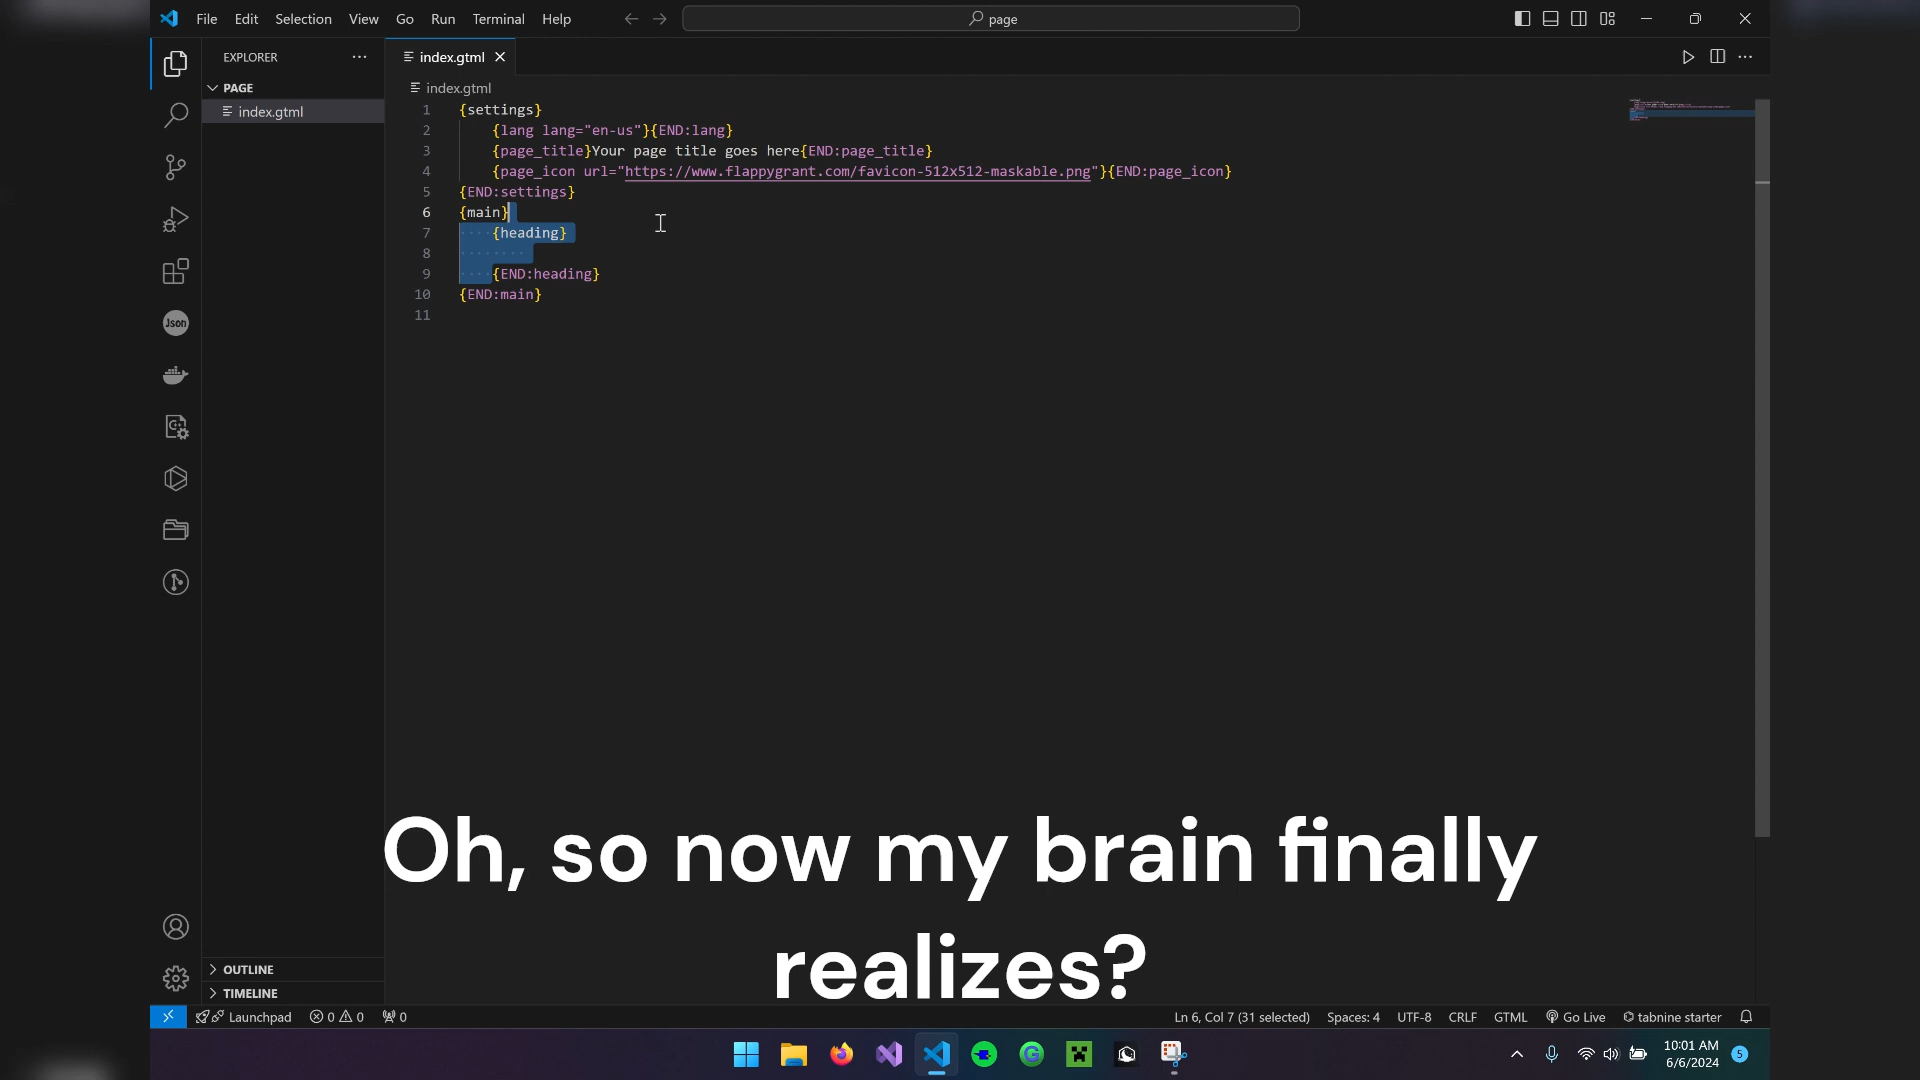 File Edit Selection View Go Run Terminal Help
page
EXPLORER
index.gtml
PAGE
index.gtml
index.gtml
1 {settings}
2 {lang lang="en-us"}{END:lang}
3 {page_title}Your page title goes here{END:page_title}
4 {page_icon url="https://www.flappygrant.com/favicon-512x512-maskable.png"}{END:page_icon}
5 {END:settings}
6 {main}
7 ····{heading}
8 ········
9 ····{END:heading}
10 {END:main}
11
Json
Oh, so now my brain finally
realizes?
OUTLINE
TIMELINE
Launchpad 0 0 0
Ln 6, Col 7 (31 selected) Spaces: 4 UTF-8 CRLF GTML Go Live tabnine starter
10:01 AM
6/6/2024
5